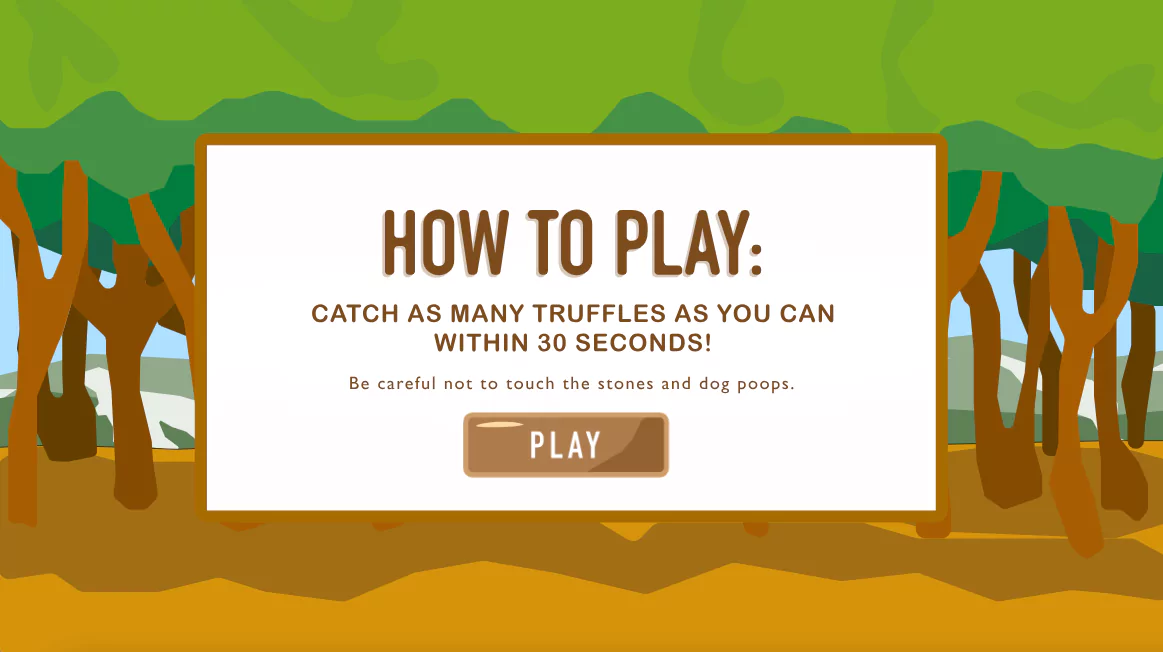 HOW TO PLAY:
CATCH AS MANY TRUFFLES AS YOU CAN
WITHIN 30 SECONDS!
Be careful not to touch the stones and dog poops.
PLAY